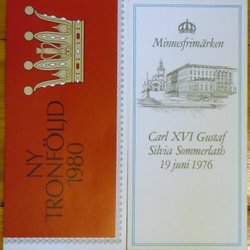 NY
TRONFÖLJD
1980
Minnesfrimärken
Carl XVI Gustaf
Silvia Sommerlath
19 juni 1976